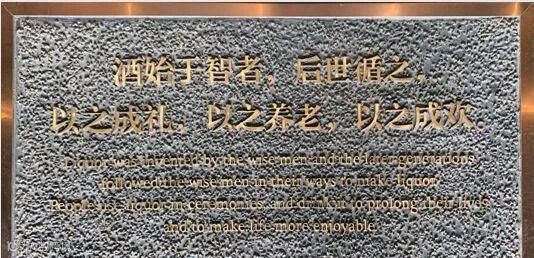 酒始于智者，后世循之，
以之成礼，以之养老，以之成欢。
Liquor was invented by the wise men and the later generations
followed the wise men in their ways to make liquor.
People use liquor in ceremonies, and drink it to prolong their lives
and to make life more enjoyable.